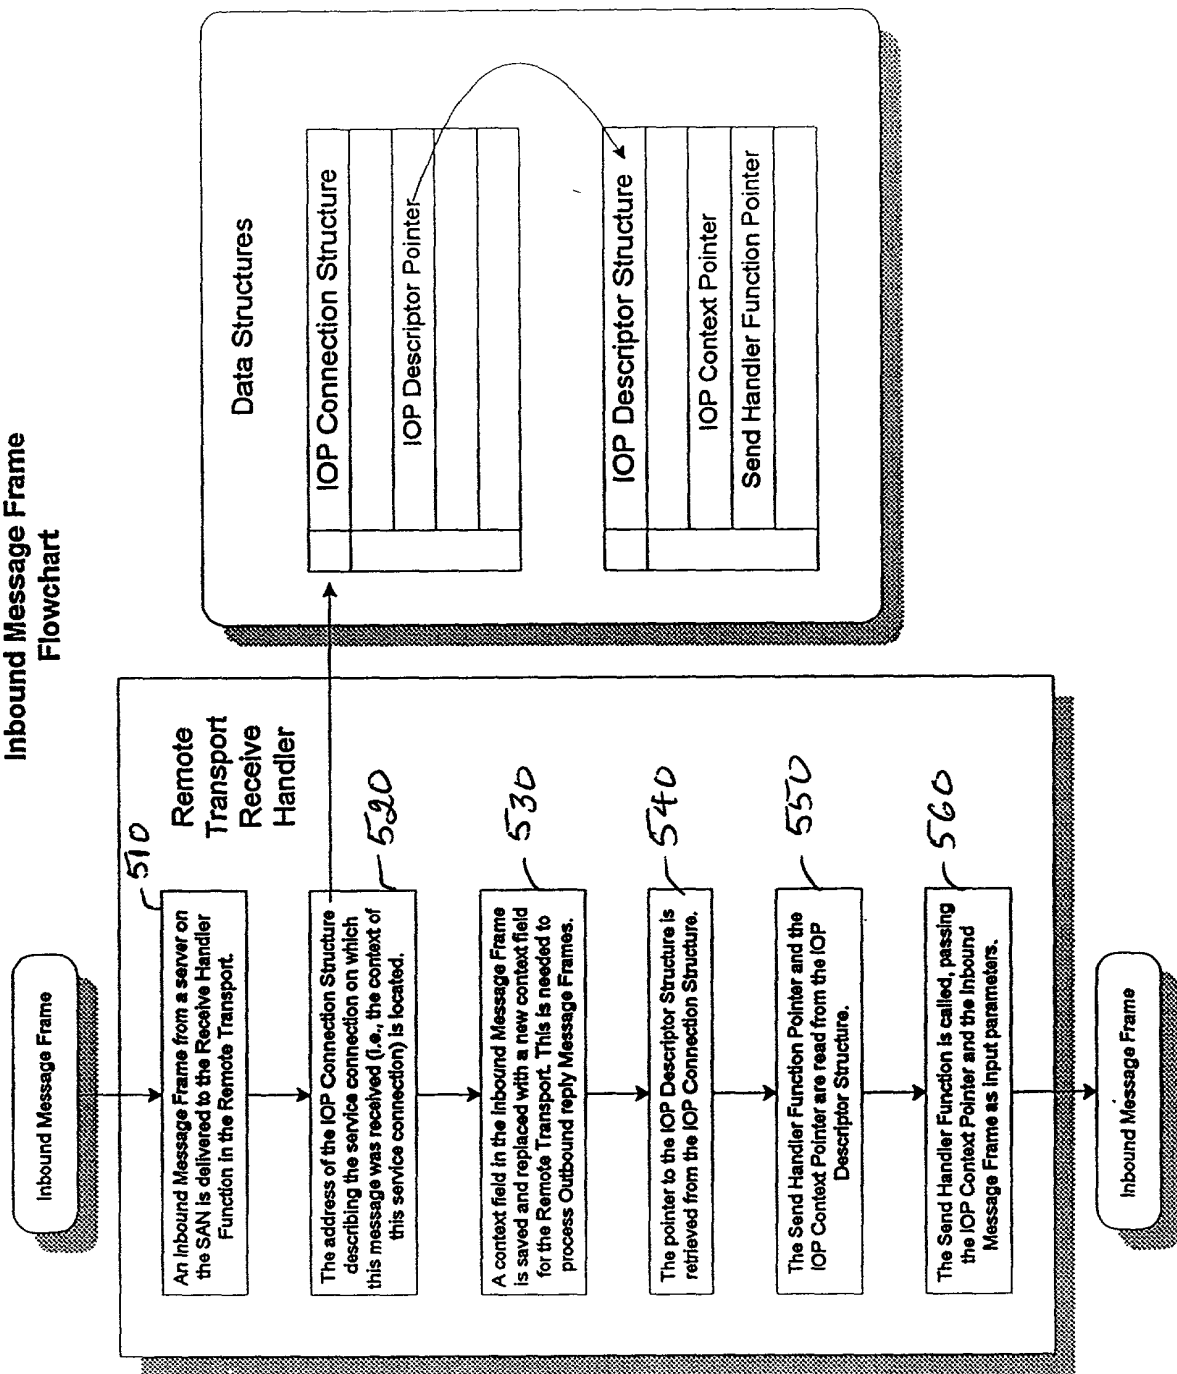 Inbound Message Frame
Flowchart
Inbound Message Frame
Remote
Transport
Receive
Handler
510
An Inbound Message Frame from a server on
the SAN is delivered to the Receive Handler
Function in the Remote Transport.
520
The address of the IOP Connection Structure
describing the service connection on which
this message was received (i.e., the context of
this service connection) is located.
530
A context field in the Inbound Message Frame
is saved and replaced with a new context field
for the Remote Transport. This is needed to
process Outbound reply Message Frames.
540
The pointer to the IOP Descriptor Structure is
retrieved from the IOP Connection Structure.
550
The Send Handler Function Pointer and the
IOP Context Pointer are read from the IOP
Descriptor Structure.
560
The Send Handler Function is called, passing
the IOP Context Pointer and the Inbound
Message Frame as input parameters.
Inbound Message Frame
Data Structures
IOP Connection Structure
IOP Descriptor Pointer
IOP Descriptor Structure
IOP Context Pointer
Send Handler Function Pointer